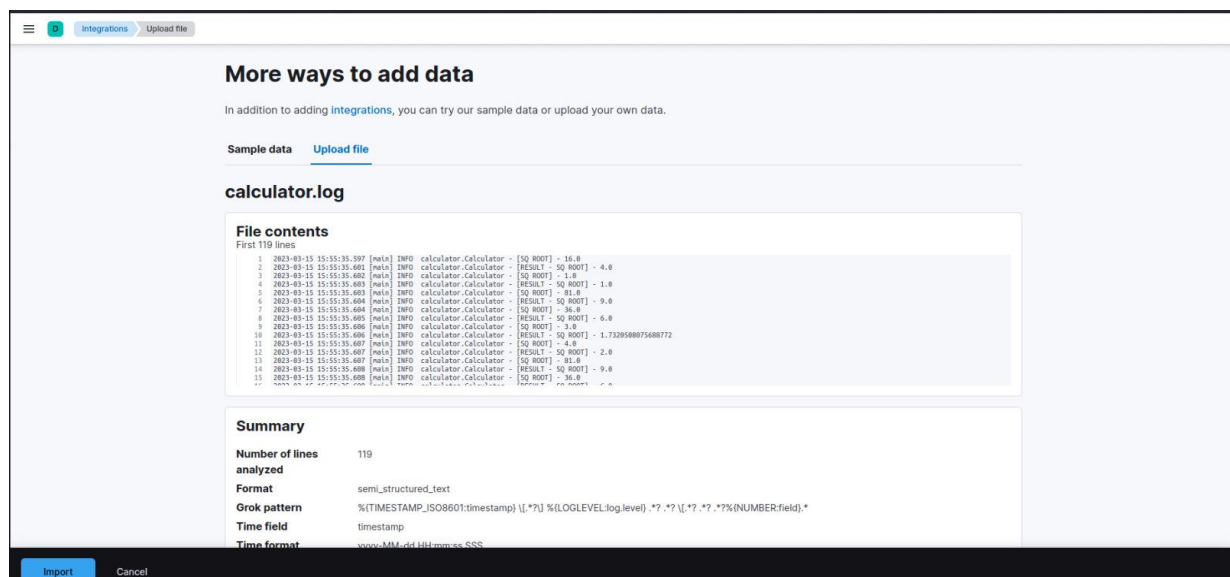 D Integrations Upload file
More ways to add data
In addition to adding integrations, you can try our sample data or upload your own data.
Sample data Upload file
calculator.log
File contents
First 119 lines
1 2023-03-15 15:55:35.597 [main] INFO calculator.Calculator - [SQ ROOT] - 16.0
2 2023-03-15 15:55:35.601 [main] INFO calculator.Calculator - [RESULT - SQ ROOT] - 4.0
3 2023-03-15 15:55:35.602 [main] INFO calculator.Calculator - [SQ ROOT] - 1.0
4 2023-03-15 15:55:35.603 [main] INFO calculator.Calculator - [RESULT - SQ ROOT] - 1.0
5 2023-03-15 15:55:35.603 [main] INFO calculator.Calculator - [SQ ROOT] - 81.0
6 2023-03-15 15:55:35.604 [main] INFO calculator.Calculator - [RESULT - SQ ROOT] - 9.0
7 2023-03-15 15:55:35.604 [main] INFO calculator.Calculator - [SQ ROOT] - 36.0
8 2023-03-15 15:55:35.605 [main] INFO calculator.Calculator - [RESULT - SQ ROOT] - 6.0
9 2023-03-15 15:55:35.606 [main] INFO calculator.Calculator - [SQ ROOT] - 3.0
10 2023-03-15 15:55:35.606 [main] INFO calculator.Calculator - [RESULT - SQ ROOT] - 1.7320508075688772
11 2023-03-15 15:55:35.607 [main] INFO calculator.Calculator - [SQ ROOT] - 4.0
12 2023-03-15 15:55:35.607 [main] INFO calculator.Calculator - [RESULT - SQ ROOT] - 2.0
13 2023-03-15 15:55:35.607 [main] INFO calculator.Calculator - [SQ ROOT] - 81.0
14 2023-03-15 15:55:35.608 [main] INFO calculator.Calculator - [RESULT - SQ ROOT] - 9.0
15 2023-03-15 15:55:35.608 [main] INFO calculator.Calculator - [SQ ROOT] - 36.0
Summary
Number of lines analyzed 119
Format semi_structured_text
Grok pattern %{TIMESTAMP_ISO8601:timestamp} \[.*?\] %{LOGLEVEL:log.level} .*? .*? \[.*? .*? .*?%{NUMBER:field}.*
Time field timestamp
Time format yyyy-MM-dd HH:mm:ss.SSS
Import Cancel